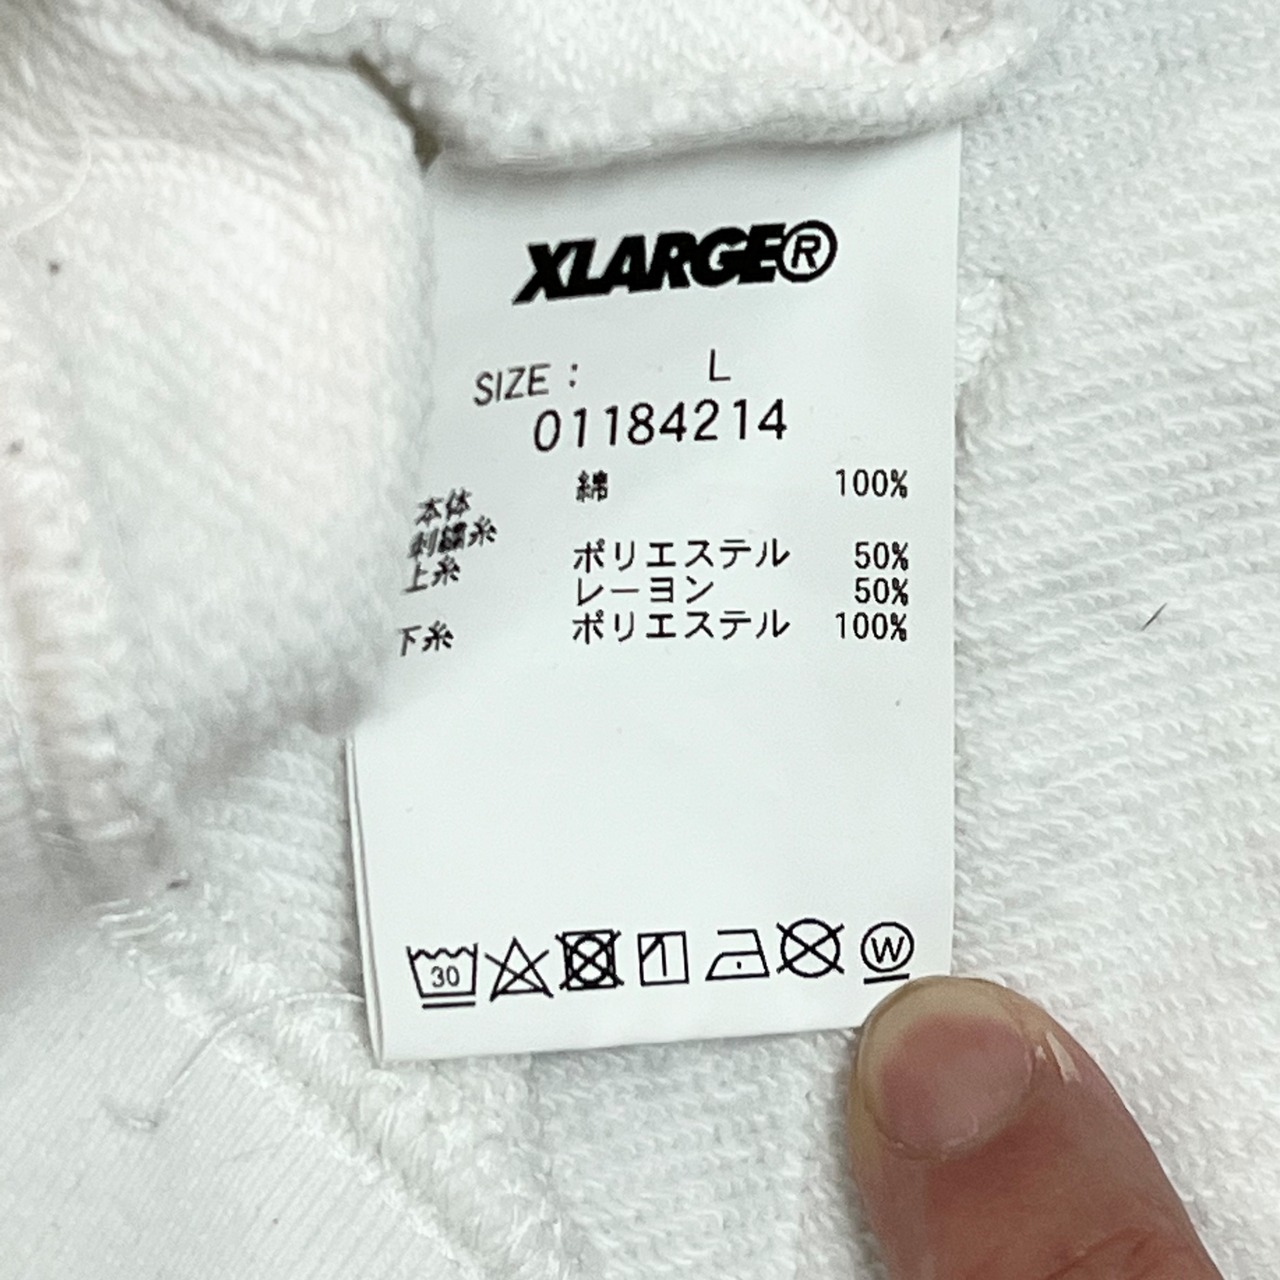 XLARGE®
SIZE : L
01184214
本体 綿 100%
刺繍糸
上糸 ポリエステル 50%
レーヨン 50%
下糸 ポリエステル 100%
30
W